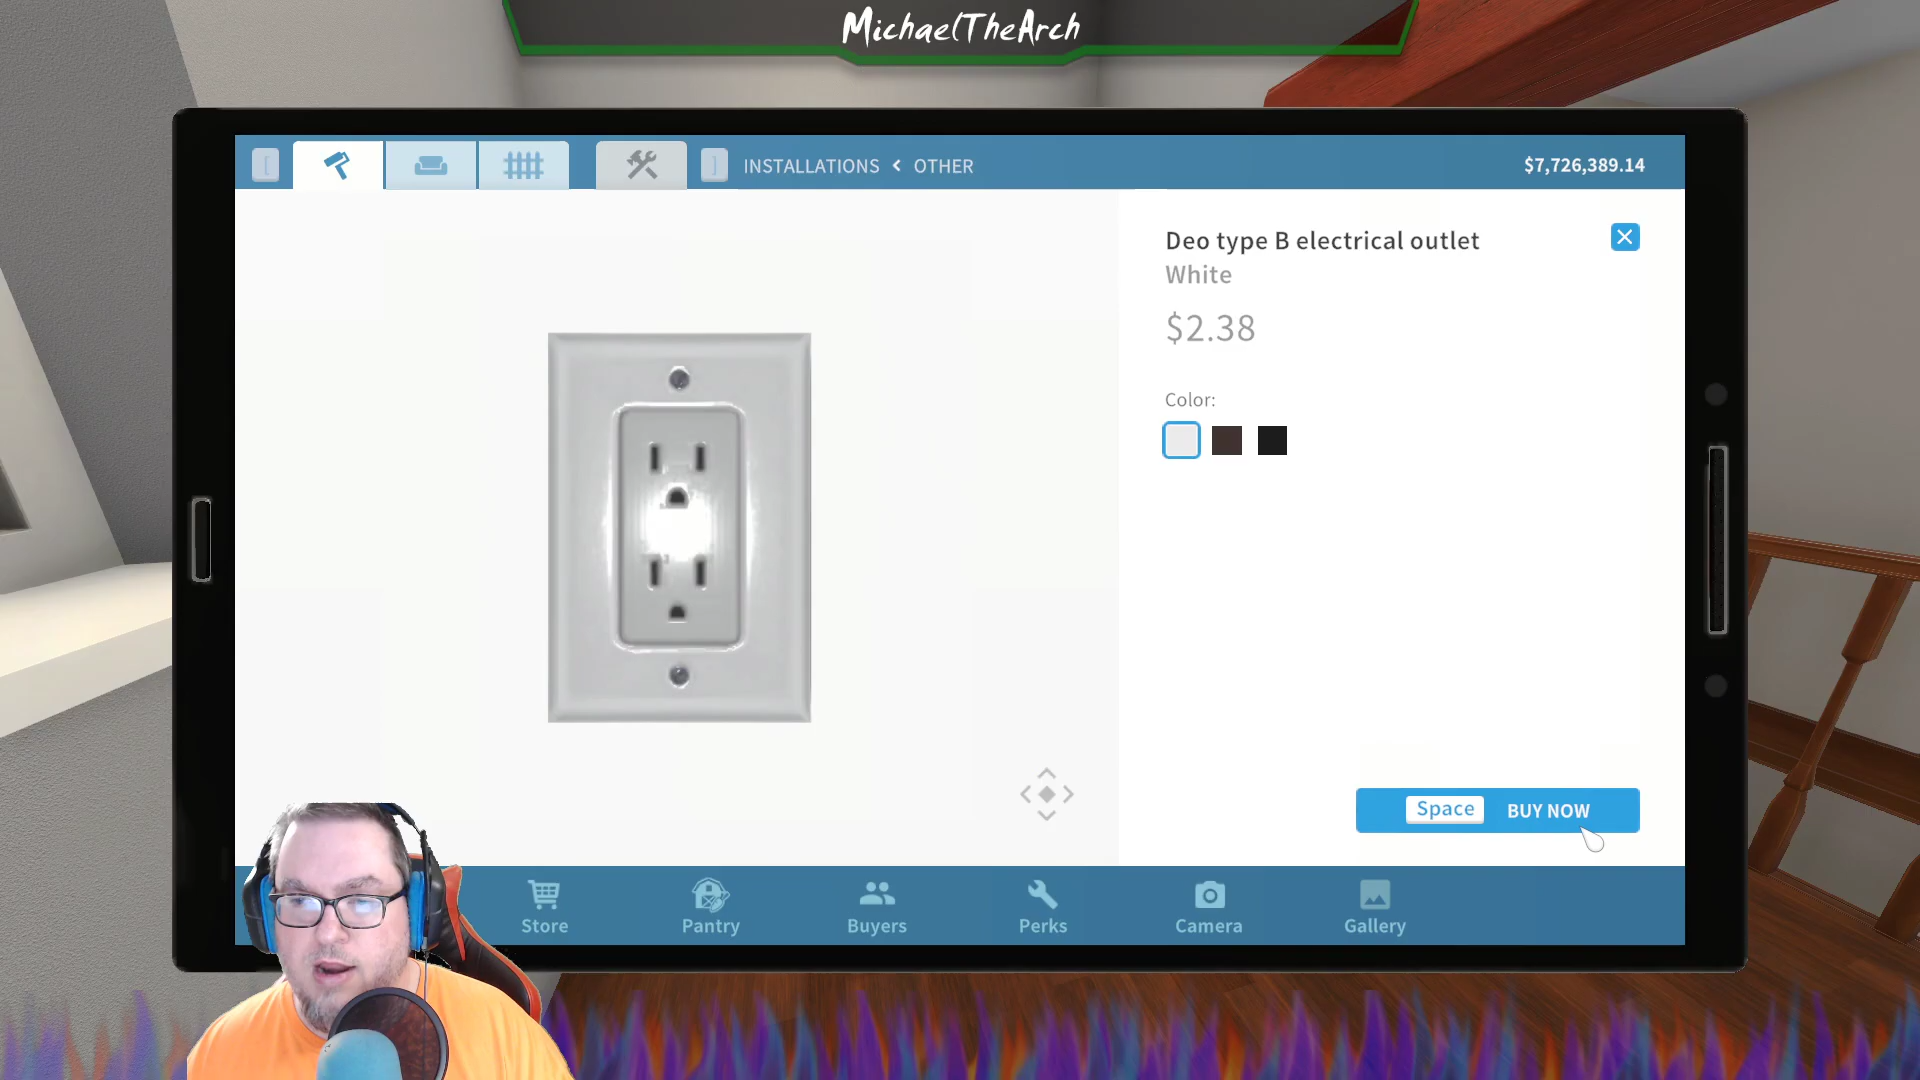 MichaelTheArch
[
]
INSTALLATIONS < OTHER
$7,726,389.14
Deo type B electrical outlet
White
$2.38
Color:
Space BUY NOW
Store
Pantry
Buyers
Perks
Camera
Gallery